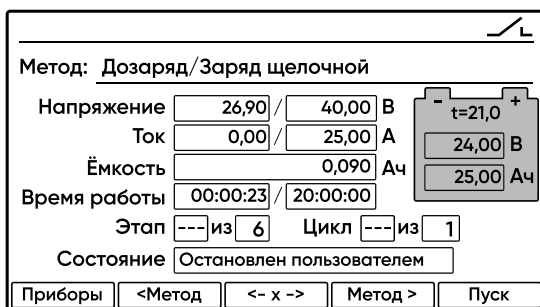 Метод: Дозаряд/Заряд щелочной
Напряжение 26,90 / 40,00 В
- t=21,0 +
Ток 0,00 / 25,00 А
24,00 В
Ёмкость 0,090 Ач
25,00 Ач
Время работы 00:00:23 / 20:00:00
Этап --- из 6 Цикл --- из 1
Состояние Остановлен пользователем
Приборы <Метод <- x -> Метод > Пуск